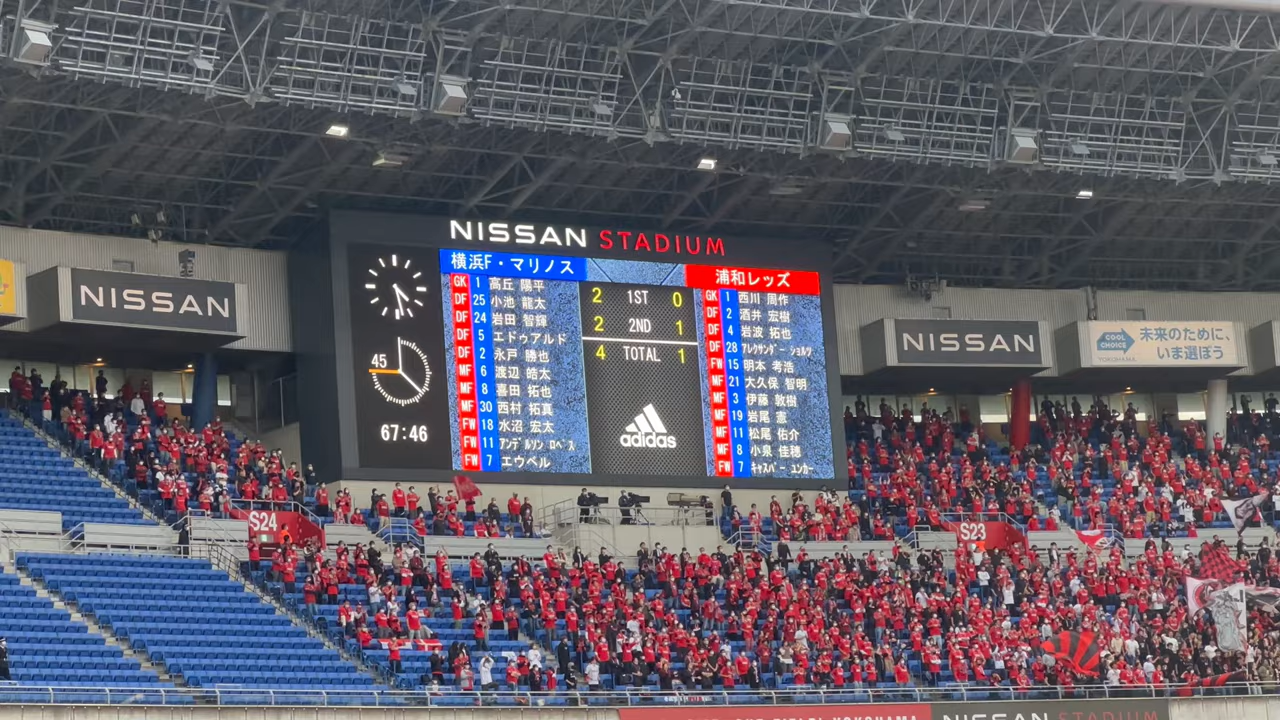 NISSAN STADIUM
横浜F・マリノス
浦和レッズ
GK 1 高丘 陽平
DF 25 小池 龍太
DF 24 岩田 智輝
DF 5 エドゥアルド
DF 2 永戸 勝也
MF 6 渡辺 皓太
MF 8 喜田 拓也
MF 30 西村 拓真
FW 18 水沼 宏太
FW 11 アンデルソン ロペス
FW 7 エウベル
2 1ST 0
2 2ND 1
4 TOTAL 1
adidas
GK 1 西川 周作
DF 2 酒井 宏樹
DF 4 岩波 拓也
DF 28 アレクサンダー ショルツ
FW 15 明本 考浩
MF 21 大久保 智明
MF 3 伊藤 敦樹
MF 19 岩尾 憲
MF 11 松尾 佑介
MF 8 小泉 佳穂
FW 7 キャスパー ユンカー
45
67:46
NISSAN
NISSAN
COOL CHOICE
YOKOHAMA
未来のために、
いま選ぼう
S24
S23
NISSAN STADIUM